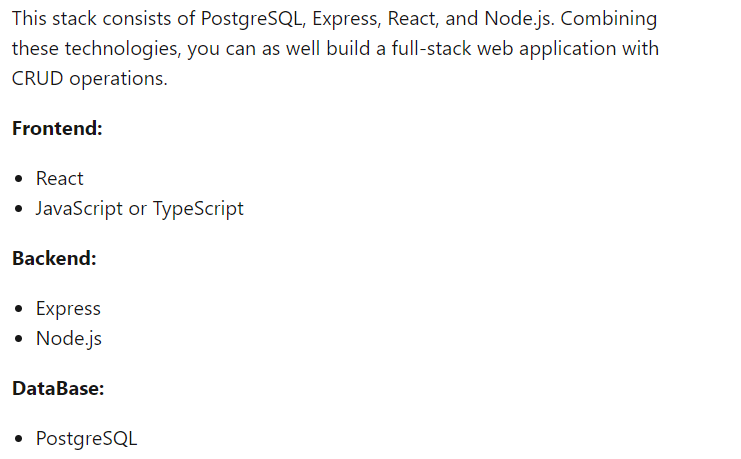 This stack consists of PostgreSQL, Express, React, and Node.js. Combining
these technologies, you can as well build a full-stack web application with
CRUD operations.
Frontend:
• React
• JavaScript or TypeScript
Backend:
• Express
• Node.js
DataBase:
• PostgreSQL